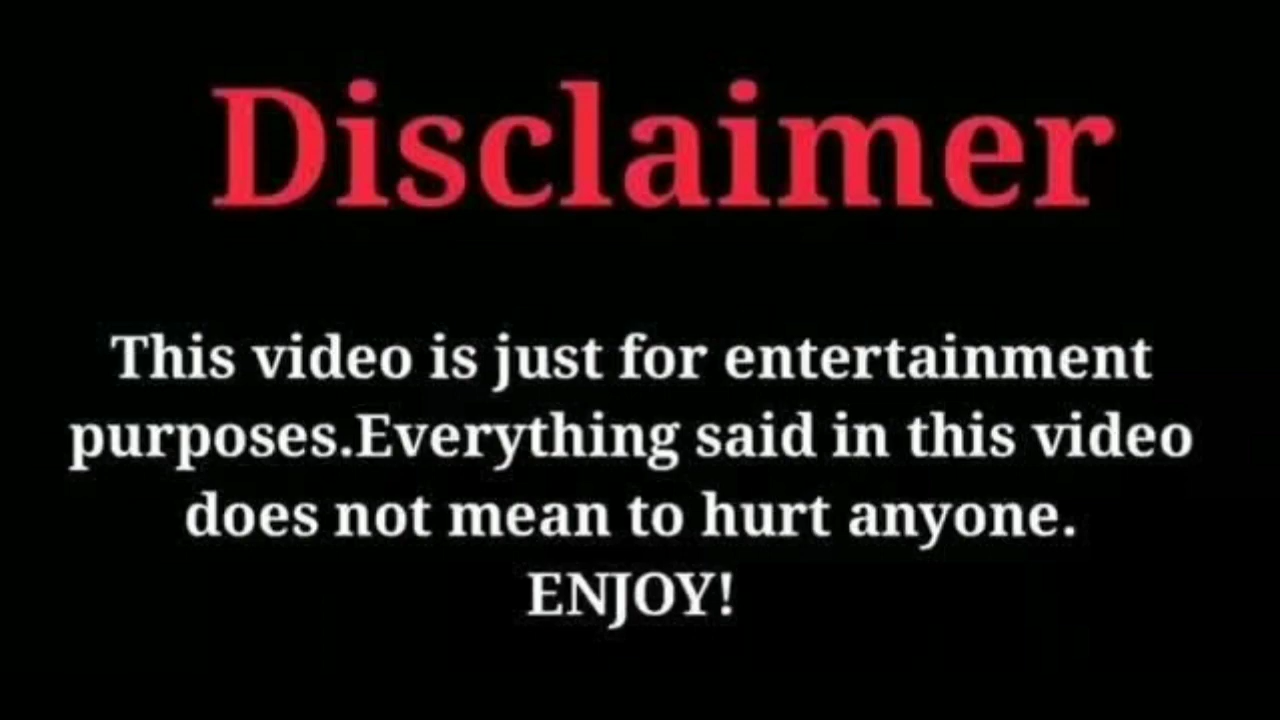 Disclaimer
This video is just for entertainment
purposes.Everything said in this video
does not mean to hurt anyone.
ENJOY!